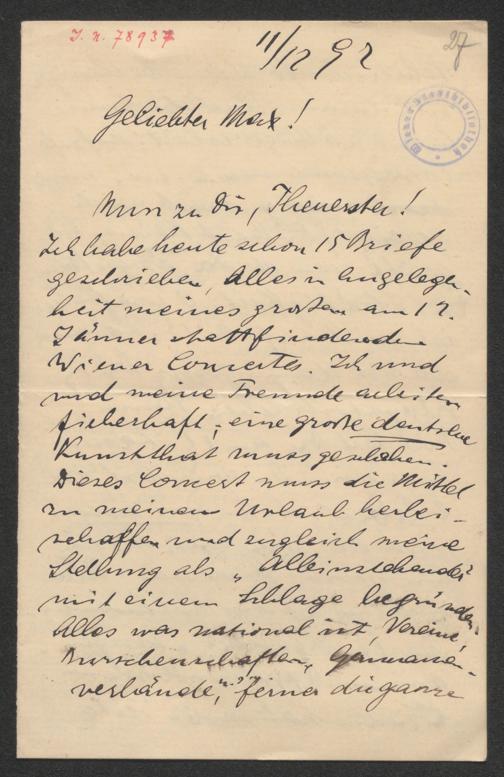 J. N. 78937
27
11/12 92
Wiener Stadtbibliothek
Geliebter Max!
Nun zu Dir, Theuerster!
Ich habe heute schon 15 Briefe
geschrieben, Alles in Angelegen-
heit meines großen am 12.
Jänner stattfindenden
Wiener Concertes. Ich und
und meine Freunde arbeiten
fieberhaft; eine große deutsche
Kunstthat muss geschehen.
Dieses Concert muss die Mittel
zu meinem Urlaub herbei-
schaffen und zugleich meine
Stellung als „Alleinstehender"
mit einem Schlage begründen.
Alles was national ist, Vereine,
Burschenschaften, Germanen-
verbände, ferner die ganze